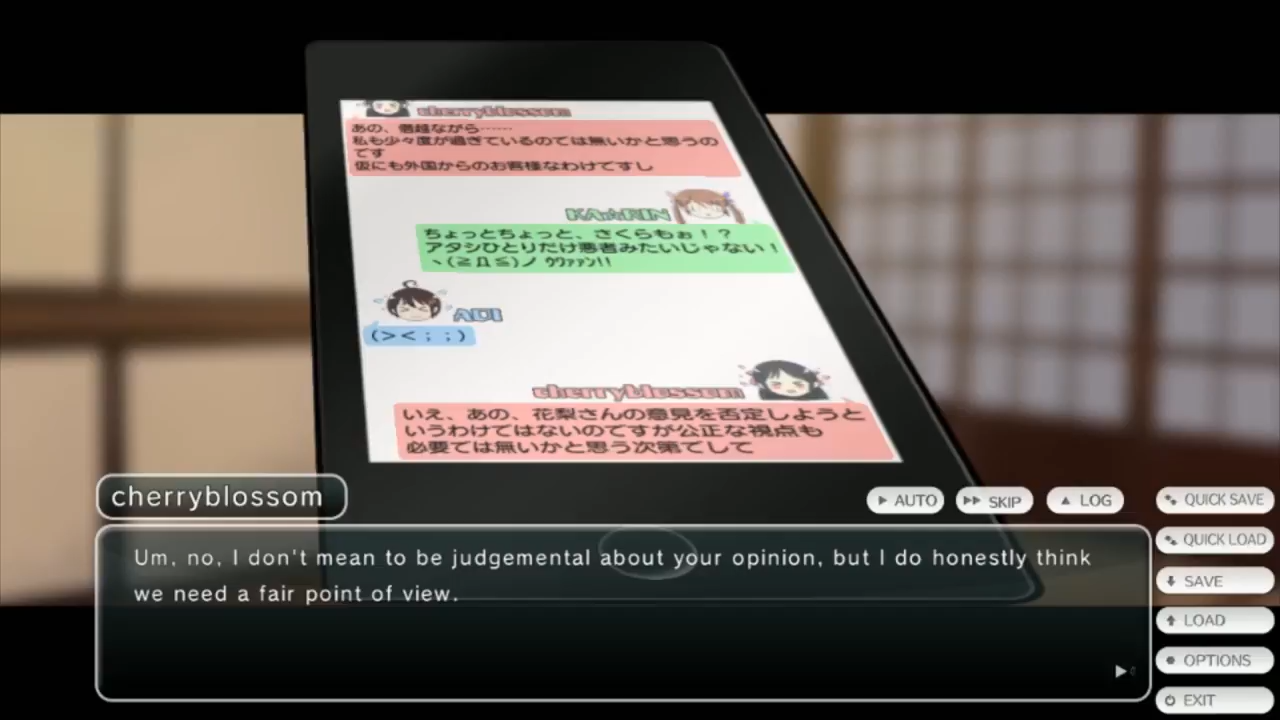 cherryblossom
あの、僭越ながら……
私も少々度が過ぎているのでは無いかと思うの
です
仮にも外国からのお客様なわけですし
KA☆RIN
ちょっとちょっと、さくらもぉ！？
アタシひとりだけ悪者みたいじゃない！
ヽ(≧Д≦)ノ ｳﾜｧｧﾝ!!
ADI
(＞＜；；)
cherryblossom
いえ、あの、花梨さんの意見を否定しようと
いうわけではないのですが公正な視点も
必要では無いかと思う次第でして
cherryblossom
AUTO
SKIP
LOG
QUICK SAVE
Um, no, I don't mean to be judgemental about your opinion, but I do honestly think
we need a fair point of view.
QUICK LOAD
SAVE
LOAD
OPTIONS
EXIT